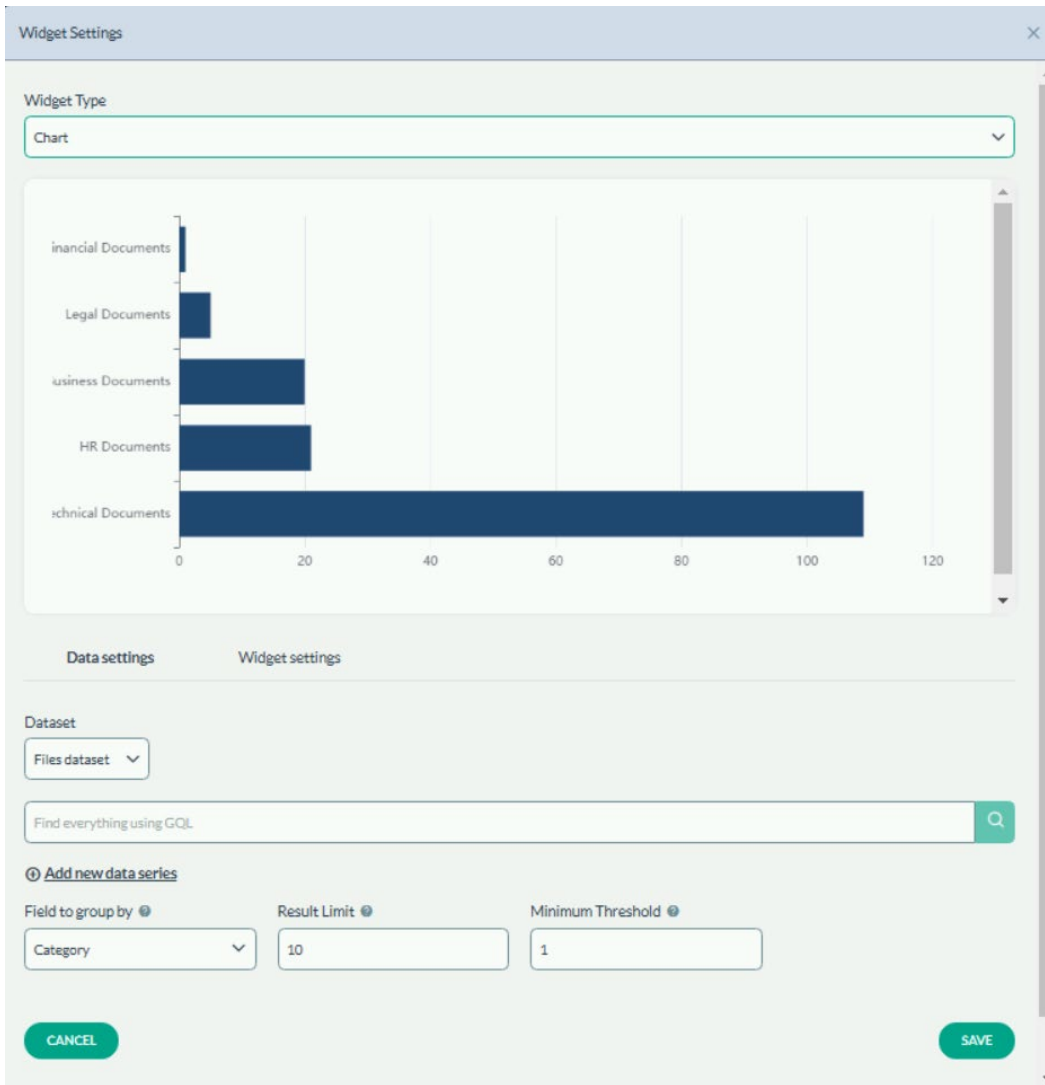 Widget Settings
Widget Type
Chart
inancial Documents
Legal Documents
usiness Documents
HR Documents
echnical Documents
0 20 40 60 80 100 120
Data settings Widget settings
Dataset
Files dataset
Find everything using GQL
Add new data series
Field to group by Result Limit Minimum Threshold
Category 10 1
CANCEL SAVE